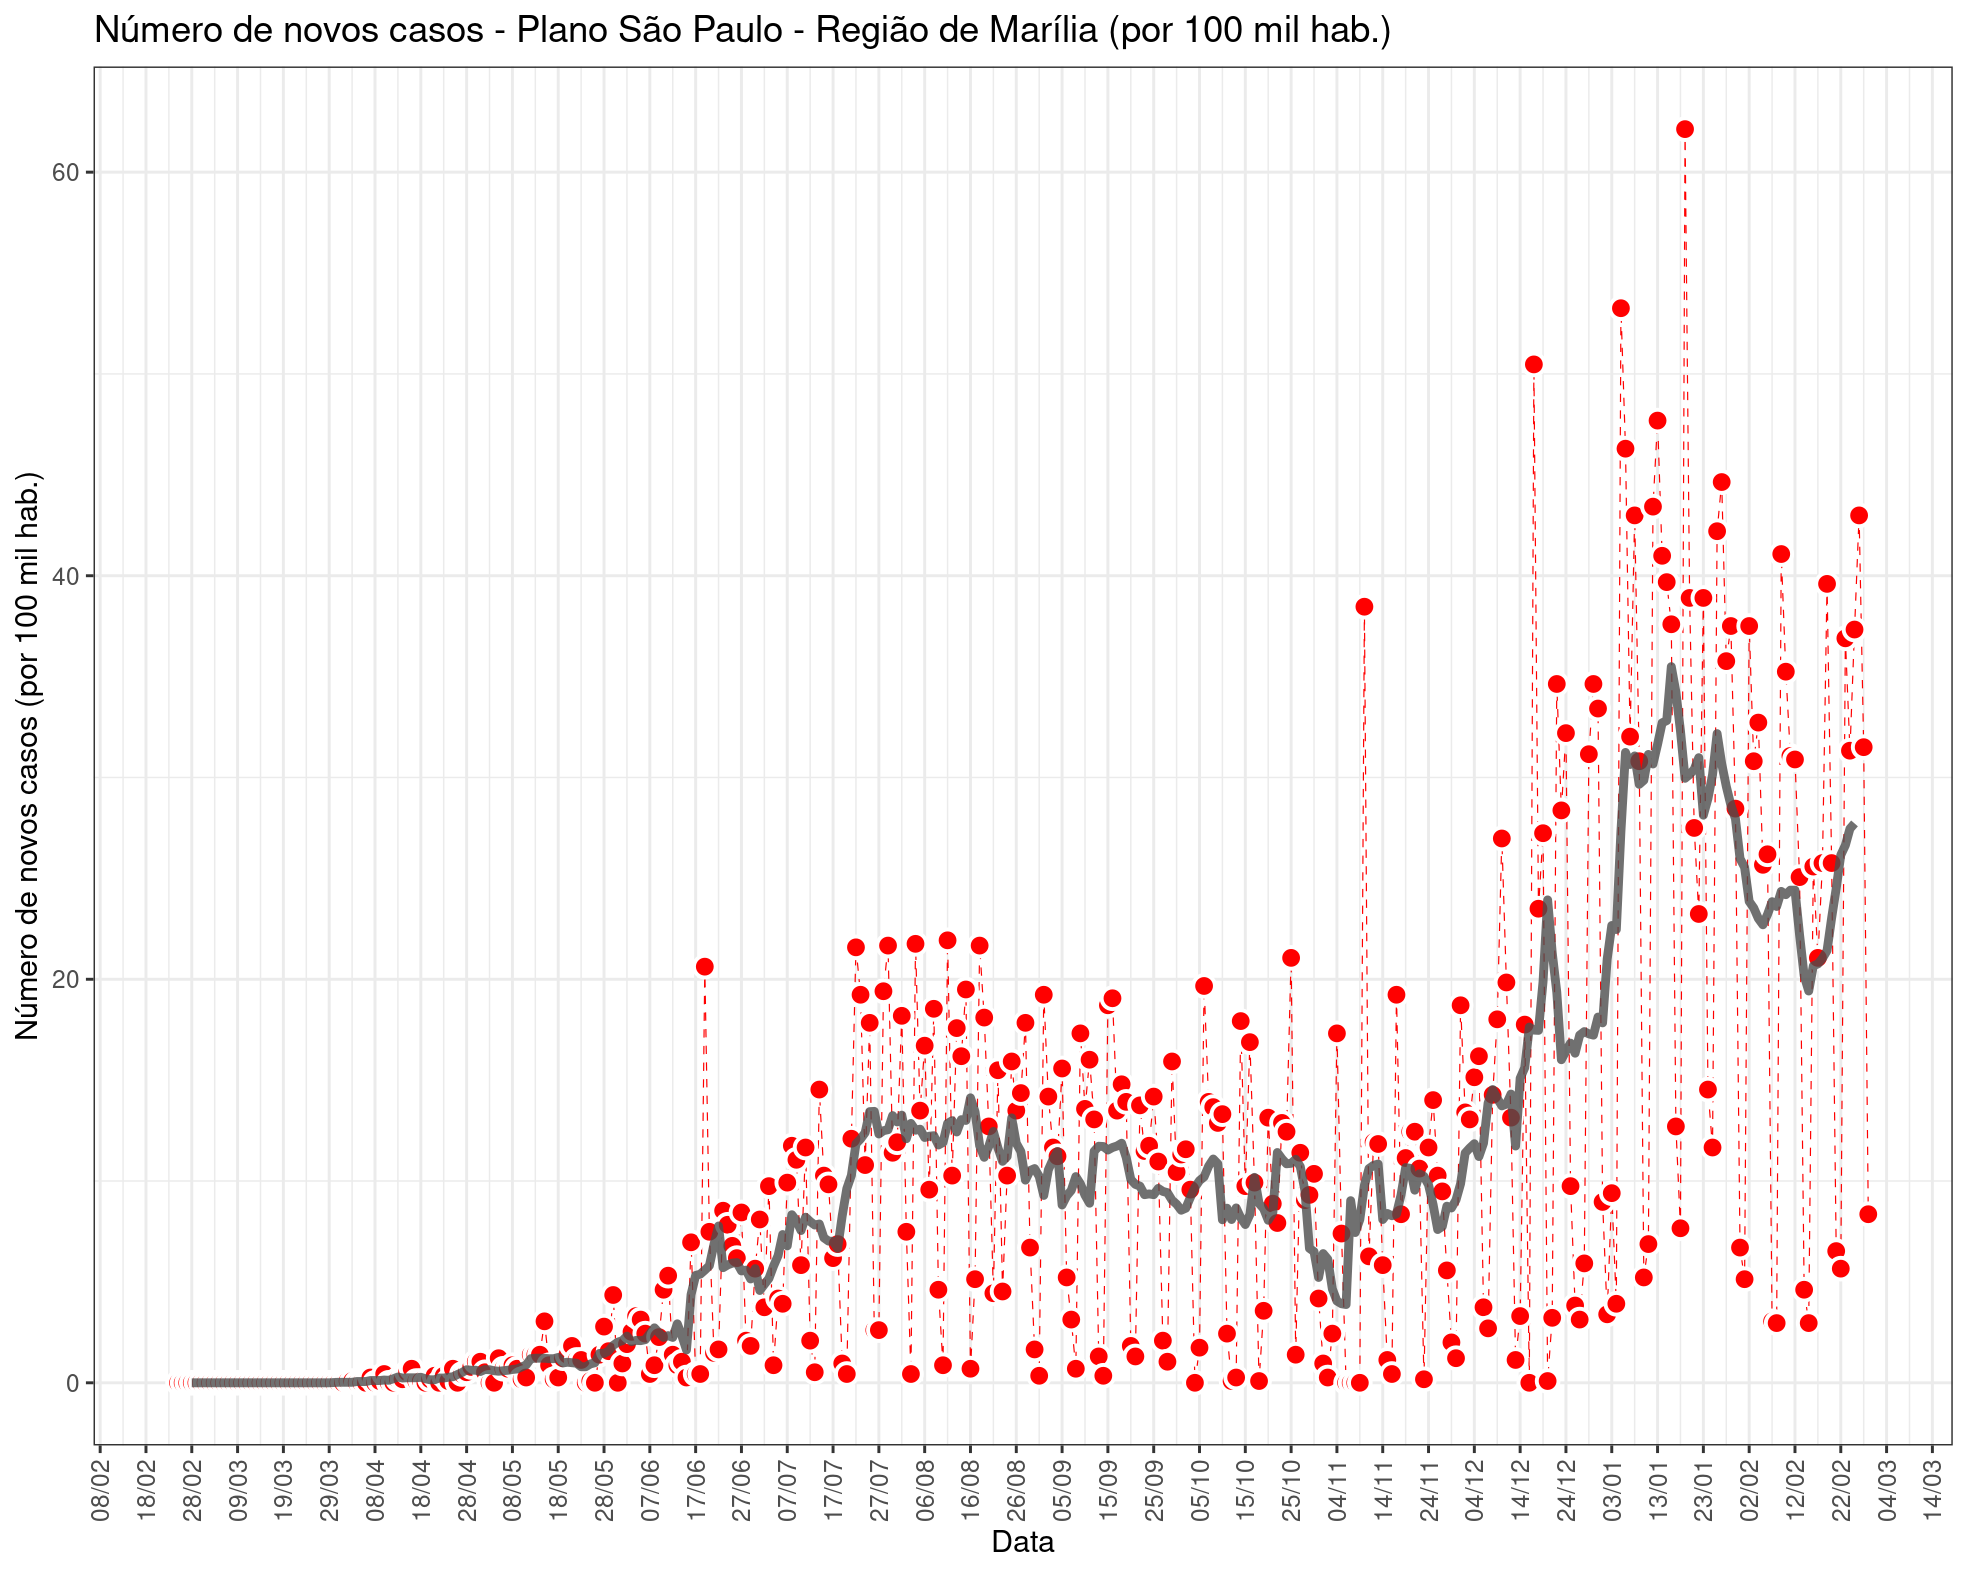 Número de novos casos - Plano São Paulo - Região de Marília (por 100 mil hab.)
Número de novos casos (por 100 mil hab.)
60
40
20
0
08/02 18/02 28/02 09/03 19/03 29/03 08/04 18/04 28/04 08/05 18/05 28/05 07/06 17/06 27/06 07/07 17/07 27/07 06/08 16/08 26/08 05/09 15/09 25/09 05/10 15/10 25/10 04/11 14/11 24/11 04/12 14/12 24/12 03/01 13/01 23/01 02/02 12/02 22/02 04/03 14/03
Data